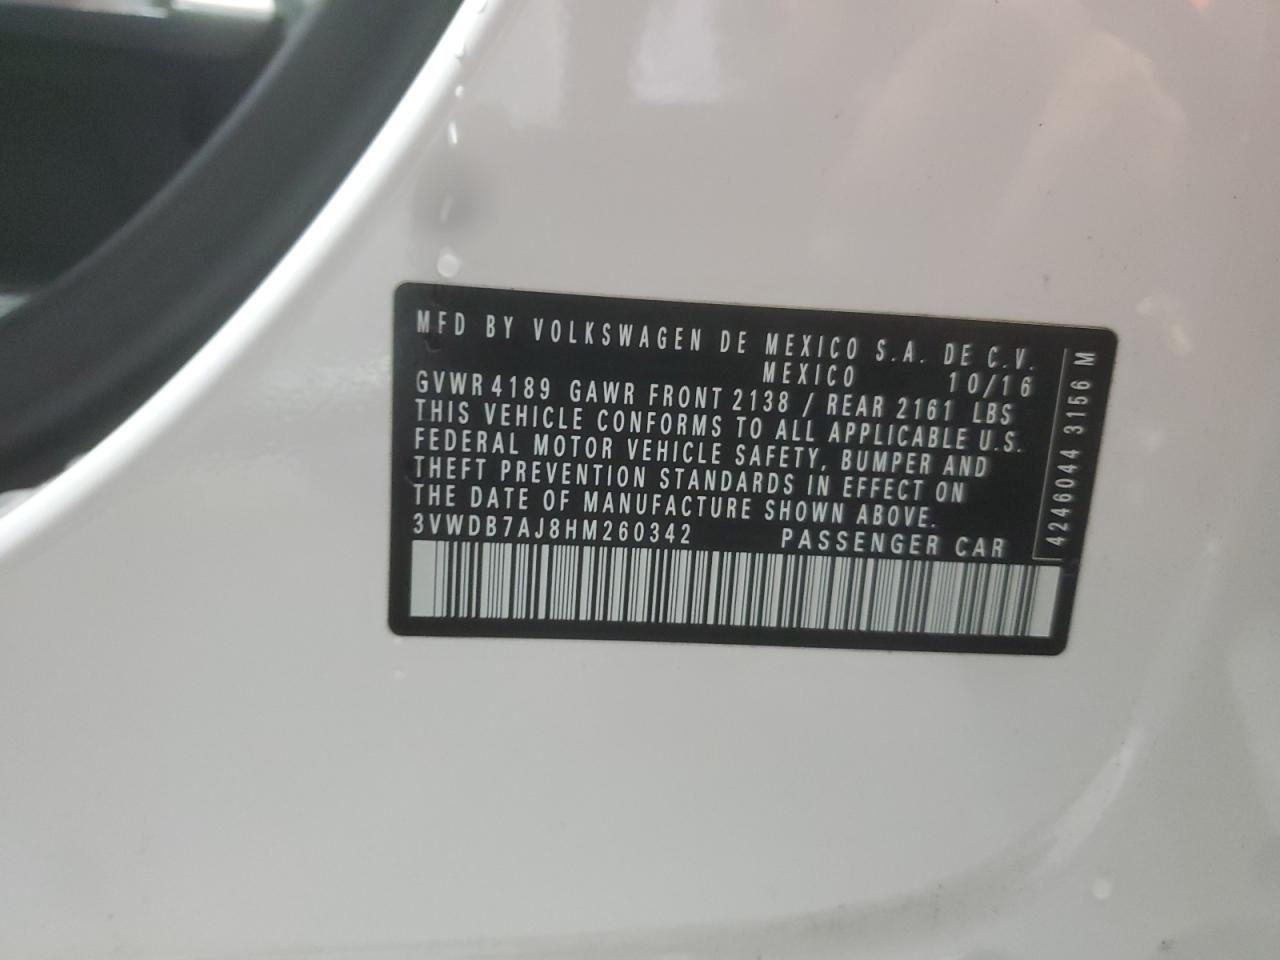 MFD BY VOLKSWAGEN DE MEXICO S.A. DE C.V.
MEXICO 10/16
GVWR 4189 GAWR FRONT 2138 / REAR 2161 LBS
THIS VEHICLE CONFORMS TO ALL APPLICABLE U.S.
FEDERAL MOTOR VEHICLE SAFETY, BUMPER AND
THEFT PREVENTION STANDARDS IN EFFECT ON
THE DATE OF MANUFACTURE SHOWN ABOVE.
3VWDB7AJ8HM260342 PASSENGER CAR
4246044 3156 M